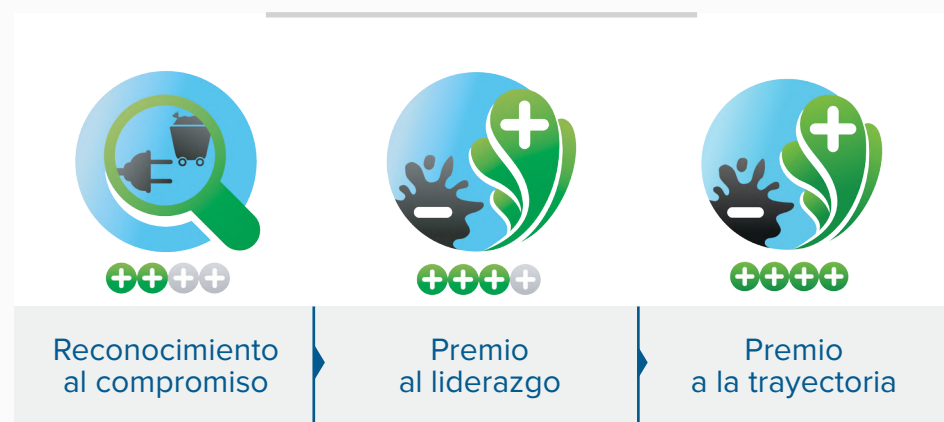 Reconocimiento
al compromiso
Premio
al liderazgo
Premio
a la trayectoria